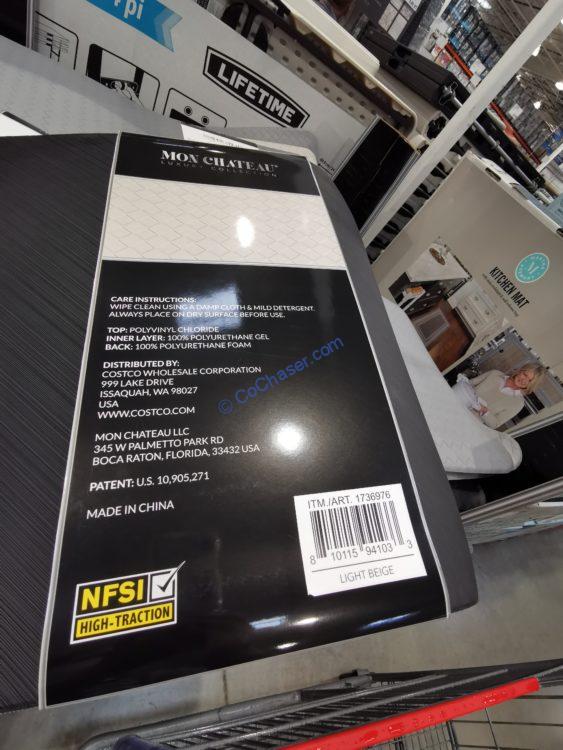 4pi
LIFETIME
MON CHATEAU
LUXURY COLLECTION
CARE INSTRUCTIONS:
WIPE CLEAN USING A DAMP CLOTH & MILD DETERGENT.
ALWAYS PLACE ON DRY SURFACE BEFORE USE.
TOP: POLYVINYL CHLORIDE
INNER LAYER: 100% POLYURETHANE GEL
BACK: 100% POLYURETHANE FOAM
DISTRIBUTED BY:
COSTCO WHOLESALE CORPORATION
999 LAKE DRIVE
ISSAQUAH, WA 98027
USA
WWW.COSTCO.COM
MON CHATEAU LLC
345 W PALMETTO PARK RD
BOCA RATON, FLORIDA, 33432 USA
PATENT: U.S. 10,905,271
MADE IN CHINA
NFSI
HIGH-TRACTION
ITM./ART. 1736976
8 10115 94103 3
LIGHT BEIGE
© CoChaser.com
M
KITCHEN MAT